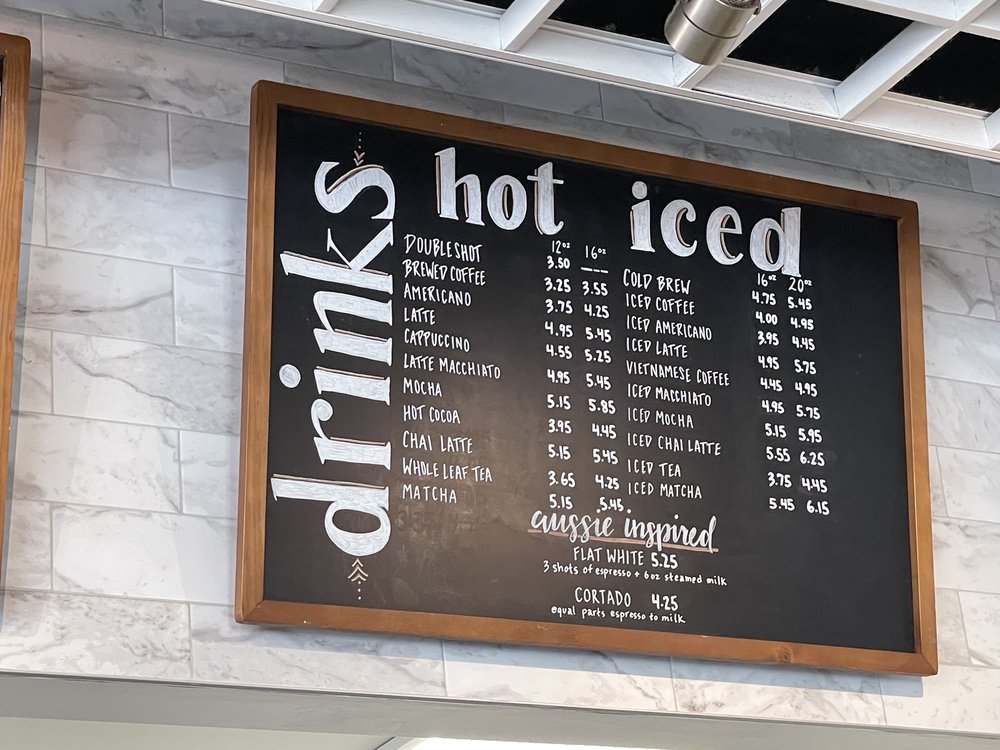 drinks
hot
12oz 16oz
DOUBLESHOT 3.50 ---
BREWED COFFEE 3.25 3.55
AMERICANO 3.75 4.25
LATTE 4.95 5.45
CAPPUCCINO 4.55 5.25
LATTE MACCHIATO 4.95 5.45
MOCHA 5.15 5.85
HOT COCOA 3.95 4.45
CHAI LATTE 5.15 5.45
WHOLE LEAF TEA 3.65 4.25
MATCHA 5.15 5.45
iced
16oz 20oz
COLD BREW 4.75 5.45
ICED COFFEE 4.00 4.95
ICED AMERICANO 3.95 4.45
ICED LATTE 4.95 5.75
VIETNAMESE COFFEE 4.45 4.95
ICED MACCHIATO 4.95 5.75
ICED MOCHA 5.15 5.95
ICED CHAI LATTE 5.55 6.25
ICED TEA 3.75 4.45
ICED MATCHA 5.45 6.15
aussie inspired
FLAT WHITE 5.25
3 shots of espresso + 6oz steamed milk
CORTADO 4.25
equal parts espresso to milk